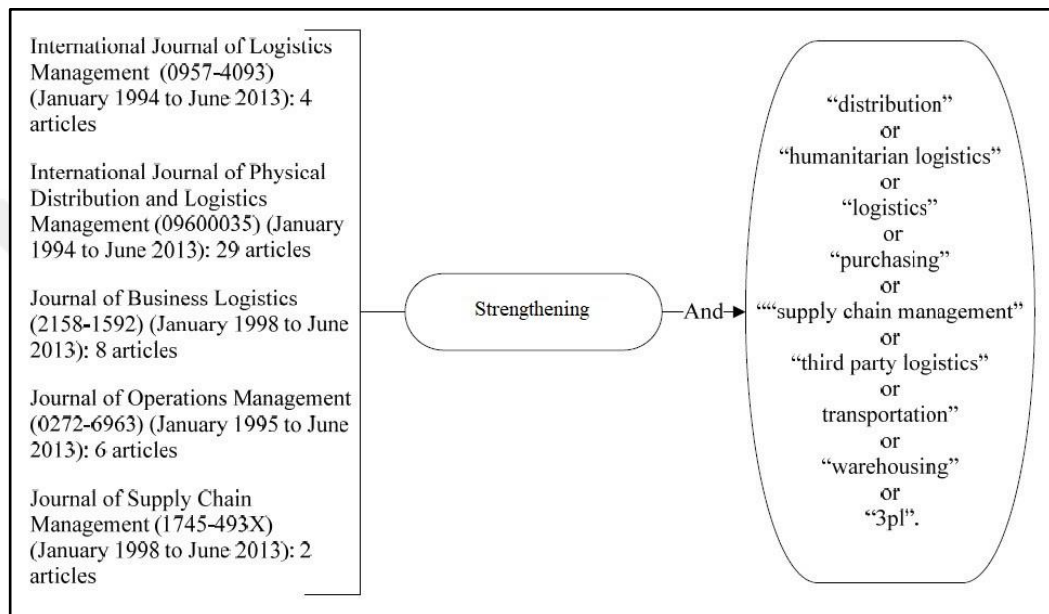 International Journal of Logistics
Management (0957-4093)
(January 1994 to June 2013): 4
articles
International Journal of Physical
Distribution and Logistics
Management (09600035) (January
1994 to June 2013): 29 articles
Journal of Business Logistics
(2158-1592) (January 1998 to June
2013): 8 articles
Journal of Operations Management
(0272-6963) (January 1995 to June
2013): 6 articles
Journal of Supply Chain
Management (1745-493X)
(January 1998 to June 2013): 2
articles
Strengthening
And
“distribution”
or
“humanitarian logistics”
or
“logistics”
or
“purchasing”
or
““supply chain management”
or
“third party logistics”
or
transportation”
or
“warehousing”
or
“3pl”.